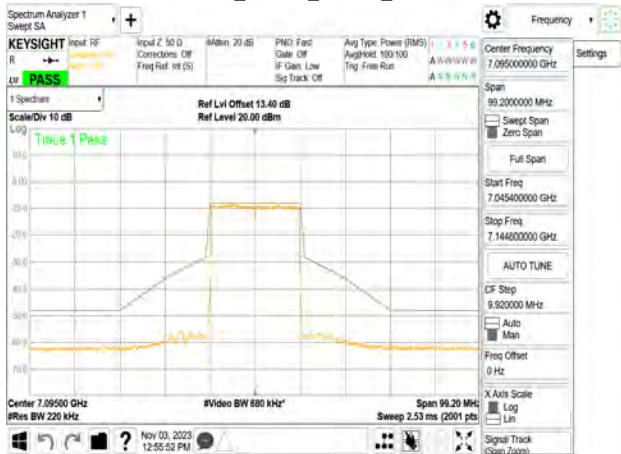 Spectrum Analyzer 1
Swept SA
+
Frequency
KEYSIGHT
Input: RF
R
LV PASS
Input Z: 50 Ω
Corrections: Off
Freq Ref: Int (S)
#Atten: 20 dB
PNO: Fast
Gate: Off
IF Gain: Low
Sig Track: Off
Avg Type: Power (RMS)
Avg|Hold: 100/100
Trig: Free Run
Center Frequency
7.095000000 GHz
Settings
Span
99.2000000 MHz
Swept Span
Zero Span
Full Span
Start Freq
7.045400000 GHz
Stop Freq
7.144600000 GHz
AUTO TUNE
CF Step
9.920000 MHz
Auto
Man
Freq Offset
0 Hz
X Axis Scale
Log
Lin
Signal Track
(Span Zoom)
1 Spectrum
Scale/Div 10 dB
Ref Lvl Offset 13.40 dB
Ref Level 20.00 dBm
Log
Trace 1 Pass
Center 7.09500 GHz
#Res BW 220 kHz
#Video BW 680 kHz*
Span 99.20 MHz
Sweep 2.53 ms (2001 pts
?
Nov 03, 2023
12:55:52 PM